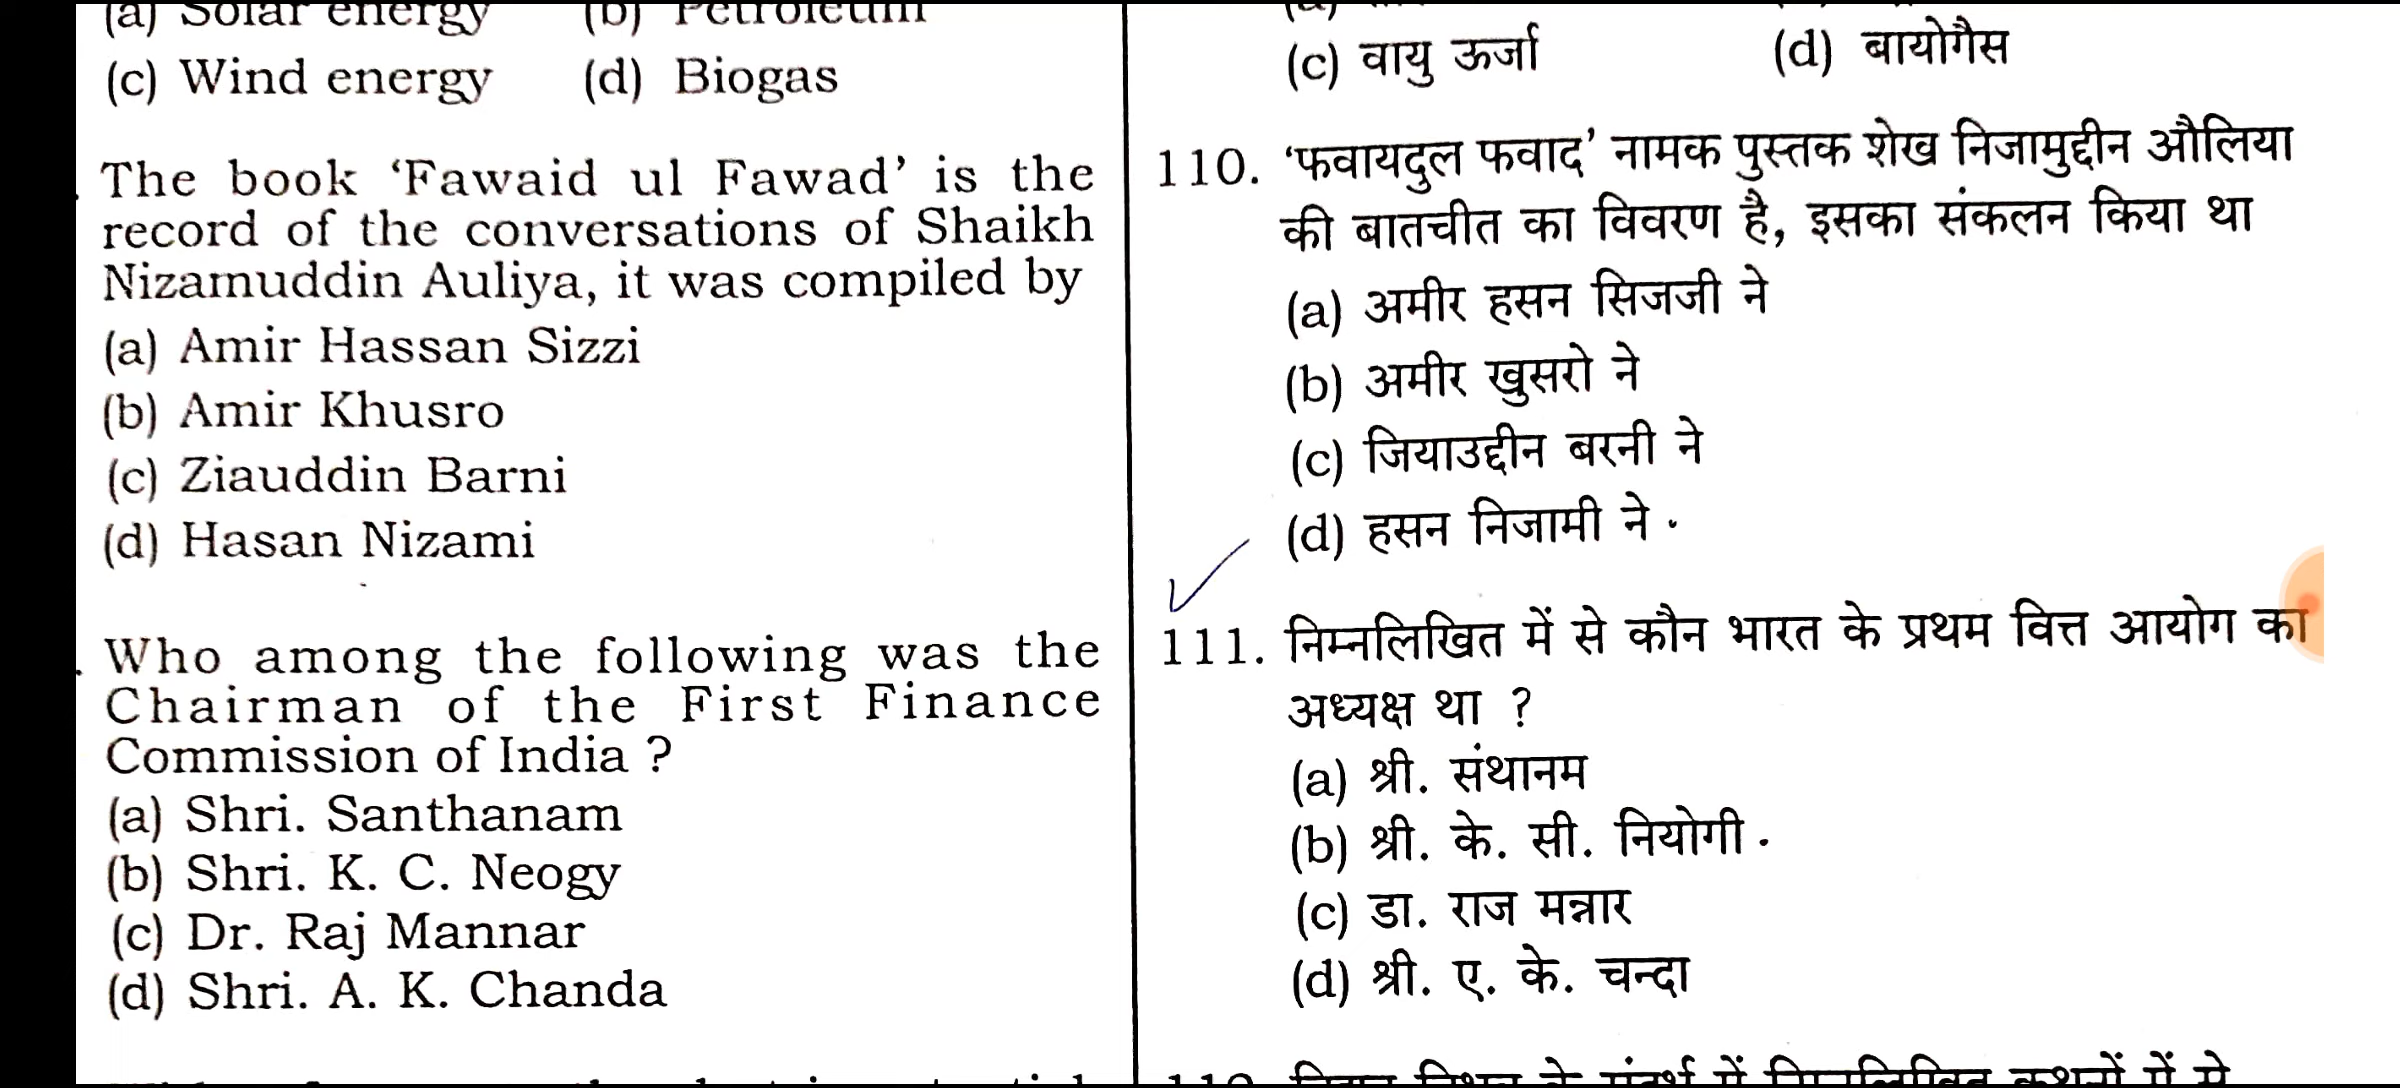 (a) Solar energy (b) Petroleum
(c) Wind energy (d) Biogas
The book ‘Fawaid ul Fawad’ is the
record of the conversations of Shaikh
Nizamuddin Auliya, it was compiled by
(a) Amir Hassan Sizzi
(b) Amir Khusro
(c) Ziauddin Barni
(d) Hasan Nizami
Who among the following was the
Chairman of the First Finance
Commission of India ?
(a) Shri. Santhanam
(b) Shri. K. C. Neogy
(c) Dr. Raj Mannar
(d) Shri. A. K. Chanda
(c) वायु ऊर्जा (d) बायोगैस
110. ‘फवायदुल फवाद’ नामक पुस्तक शेख निजामुद्दीन औलिया
की बातचीत का विवरण है, इसका संकलन किया था
(a) अमीर हसन सिजजी ने
(b) अमीर खुसरो ने
(c) जियाउद्दीन बरनी ने
(d) हसन निजामी ने
111. निम्नलिखित में से कौन भारत के प्रथम वित्त आयोग का
अध्यक्ष था ?
(a) श्री. संथानम
(b) श्री. के. सी. नियोगी
(c) डा. राज मन्नार
(d) श्री. ए. के. चन्दा